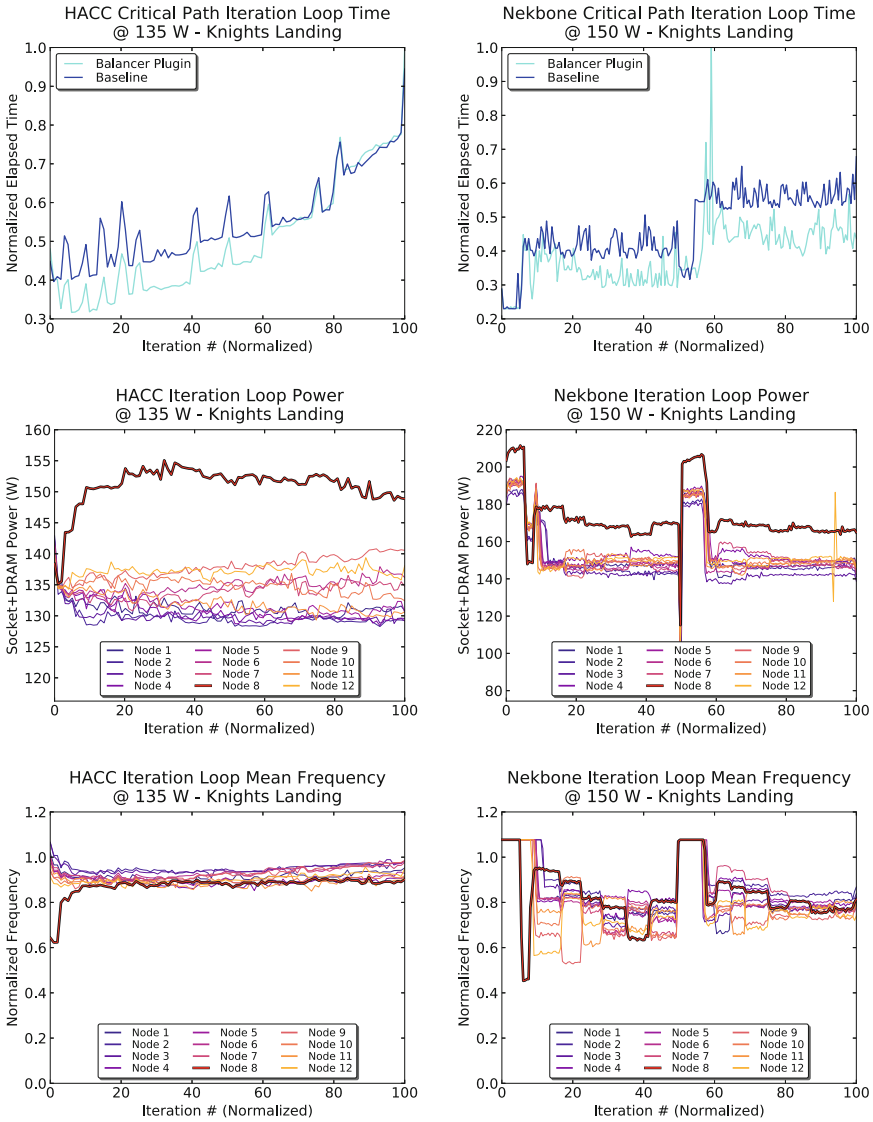 HACC Critical Path Iteration Loop Time
@ 135 W - Knights Landing
Normalized Elapsed Time
1.0
0.9
0.8
0.7
0.6
0.5
0.4
0.3
Balancer Plugin
Baseline
0 20 40 60 80 100
Iteration # (Normalized)
Nekbone Critical Path Iteration Loop Time
@ 150 W - Knights Landing
Normalized Elapsed Time
1.0
0.9
0.8
0.7
0.6
0.5
0.4
0.3
0.2
Balancer Plugin
Baseline
0 20 40 60 80 100
Iteration # (Normalized)
HACC Iteration Loop Power
@ 135 W - Knights Landing
Socket+DRAM Power (W)
160
155
150
145
140
135
130
125
120
Node 1 Node 5 Node 9
Node 2 Node 6 Node 10
Node 3 Node 7 Node 11
Node 4 Node 8 Node 12
0 20 40 60 80 100
Iteration # (Normalized)
Nekbone Iteration Loop Power
@ 150 W - Knights Landing
Socket+DRAM Power (W)
220
200
180
160
140
120
100
80
Node 1 Node 5 Node 9
Node 2 Node 6 Node 10
Node 3 Node 7 Node 11
Node 4 Node 8 Node 12
0 20 40 60 80 100
Iteration # (Normalized)
HACC Iteration Loop Mean Frequency
@ 135 W - Knights Landing
Normalized Frequency
1.2
1.0
0.8
0.6
0.4
0.2
0.0
Node 1 Node 5 Node 9
Node 2 Node 6 Node 10
Node 3 Node 7 Node 11
Node 4 Node 8 Node 12
0 20 40 60 80 100
Iteration # (Normalized)
Nekbone Iteration Loop Mean Frequency
@ 150 W - Knights Landing
Normalized Frequency
1.2
1.0
0.8
0.6
0.4
0.2
0.0
Node 1 Node 5 Node 9
Node 2 Node 6 Node 10
Node 3 Node 7 Node 11
Node 4 Node 8 Node 12
0 20 40 60 80 100
Iteration # (Normalized)